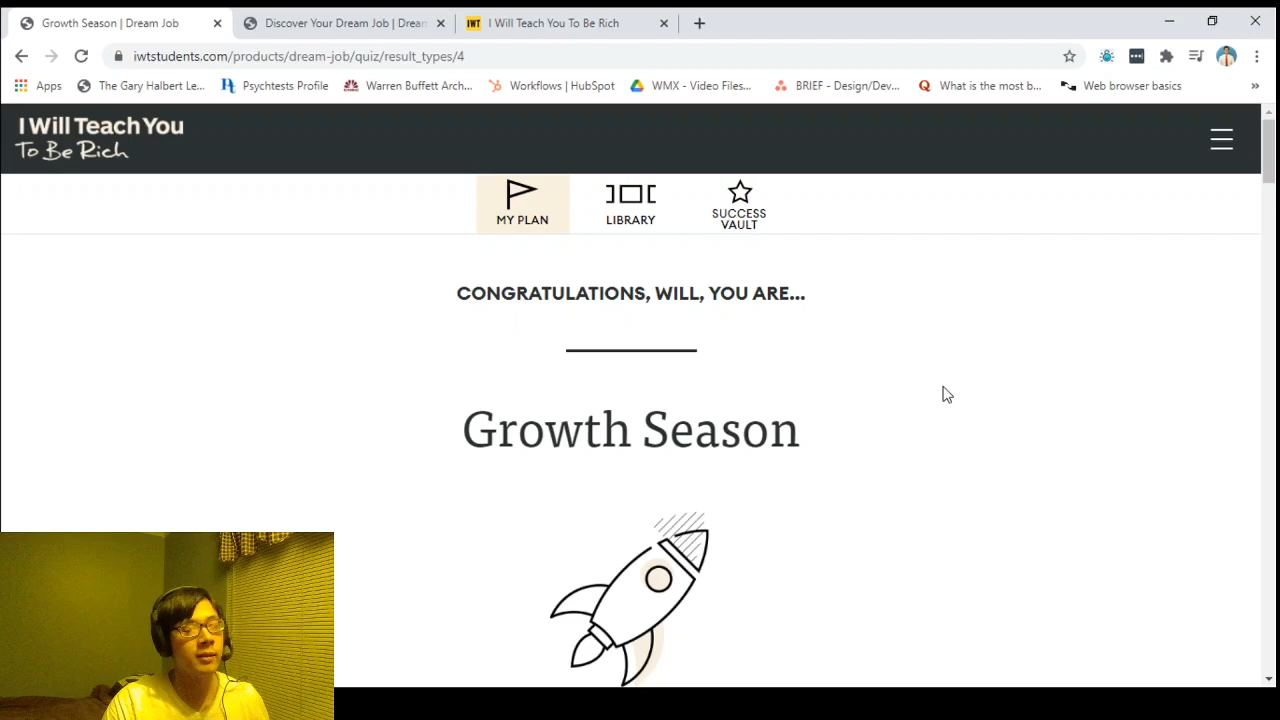 Growth Season | Dream Job
Discover Your Dream Job | Dream
IWT I Will Teach You To Be Rich
iwtstudents.com/products/dream-job/quiz/result_types/4
Apps
The Gary Halbert Le...
Psychtests Profile
Warren Buffett Arch...
Workflows | HubSpot
WMX - Video Files...
BRIEF - Design/Dev...
What is the most b...
Web browser basics
I Will Teach You
To Be Rich
MY PLAN
LIBRARY
SUCCESS
VAULT
CONGRATULATIONS, WILL, YOU ARE...
Growth Season